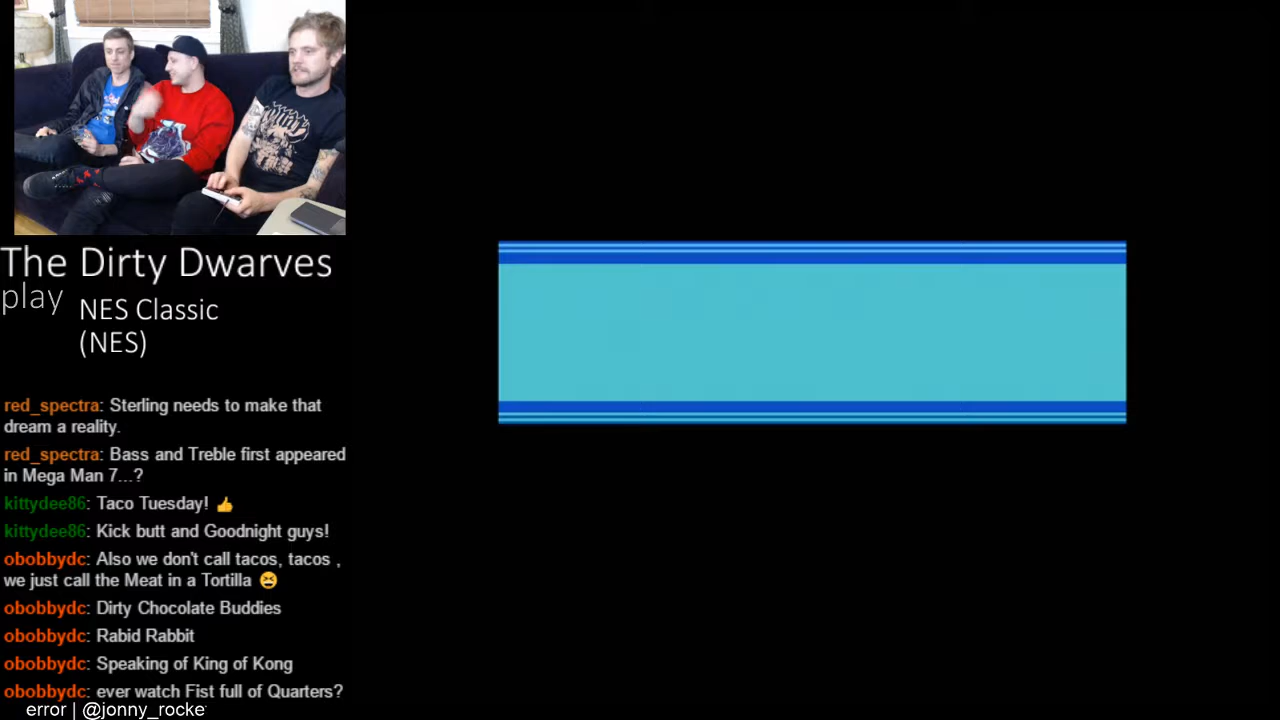 The Dirty Dwarves
play
NES Classic
(NES)
red_spectra: Sterling needs to make that
dream a reality.
red_spectra: Bass and Treble first appeared
in Mega Man 7...?
kittydee86: Taco Tuesday! 👍
kittydee86: Kick butt and Goodnight guys!
obobbydc: Also we don't call tacos, tacos ,
we just call the Meat in a Tortilla 😆
obobbydc: Dirty Chocolate Buddies
obobbydc: Rabid Rabbit
obobbydc: Speaking of King of Kong
obobbydc: ever watch Fist full of Quarters?
error | @jonny_rocke